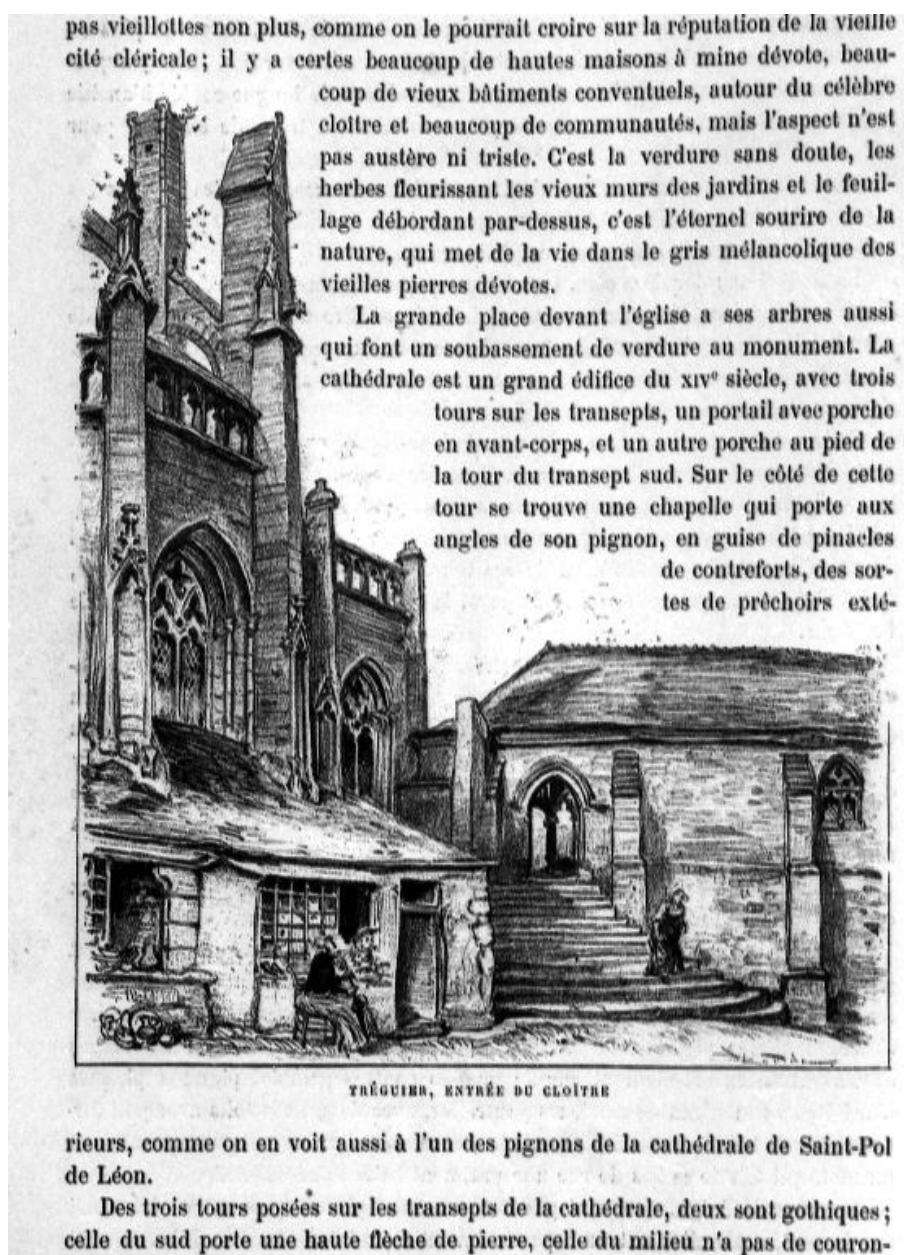 pas vieillottes non plus, comme on le pourrait croire sur la réputation de la vieille
cité cléricale ; il y a certes beaucoup de hautes maisons à mine dévote, beau-
coup de vieux bâtiments conventuels, autour du célèbre
cloître et beaucoup de communautés, mais l'aspect n'est
pas austère ni triste. C'est la verdure sans doute, les
herbes fleurissant les vieux murs des jardins et le feuil-
lage débordant par-dessus, c'est l'éternel sourire de la
nature, qui met de la vie dans le gris mélancolique des
vieilles pierres dévotes.
La grande place devant l'église a ses arbres aussi
qui font un soubassement de verdure au monument. La
cathédrale est un grand édifice du XIVe siècle, avec trois
tours sur les transepts, un portail avec porche
en avant-corps, et un autre porche au pied de
la tour du transept sud. Sur le côté de cette
tour se trouve une chapelle qui porte aux
angles de son pignon, en guise de pinacles
de contreforts, des sor-
tes de prêchoirs exté-
TRÉGUIER, ENTRÉE DU CLOÎTRE
rieurs, comme on en voit aussi à l'un des pignons de la cathédrale de Saint-Pol
de Léon.
Des trois tours posées sur les transepts de la cathédrale, deux sont gothiques ;
celle du sud porte une haute flèche de pierre, celle du milieu n'a pas de couron-